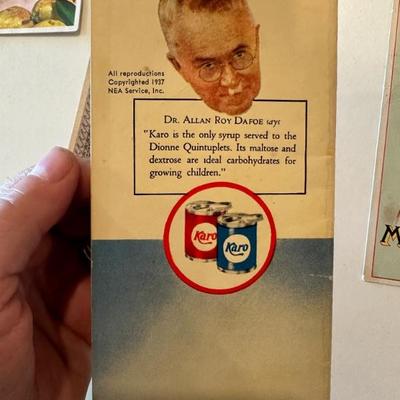 All reproductions
Copyrighted 1937
NEA Service, Inc.
DR. ALLAN ROY DAFOE says
"Karo is the only syrup served to the
Dionne Quintuplets. Its maltose and
dextrose are ideal carbohydrates for
growing children."
Karo
Karo
M